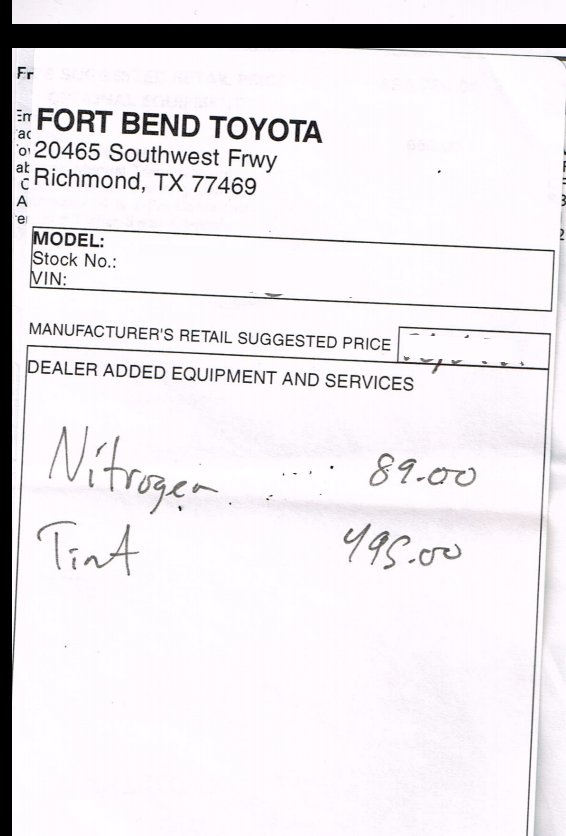 FORT BEND TOYOTA
20465 Southwest Frwy
Richmond, TX 77469
MODEL:
Stock No.:
VIN:
MANUFACTURER'S RETAIL SUGGESTED PRICE
DEALER ADDED EQUIPMENT AND SERVICES
Nitrogen 89.00
Tint 495.00